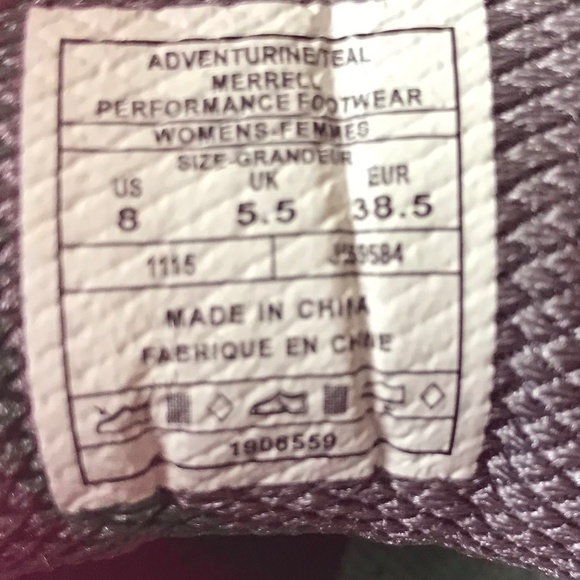 ADVENTURINE/TEAL
MERRELL
PERFORMANCE FOOTWEAR
WOMENS-FEMMES
SIZE-GRANDEUR
US UK EUR
8 5.5 38.5
1115
MADE IN CHINA
FABRIQUE EN CHINE
1906559